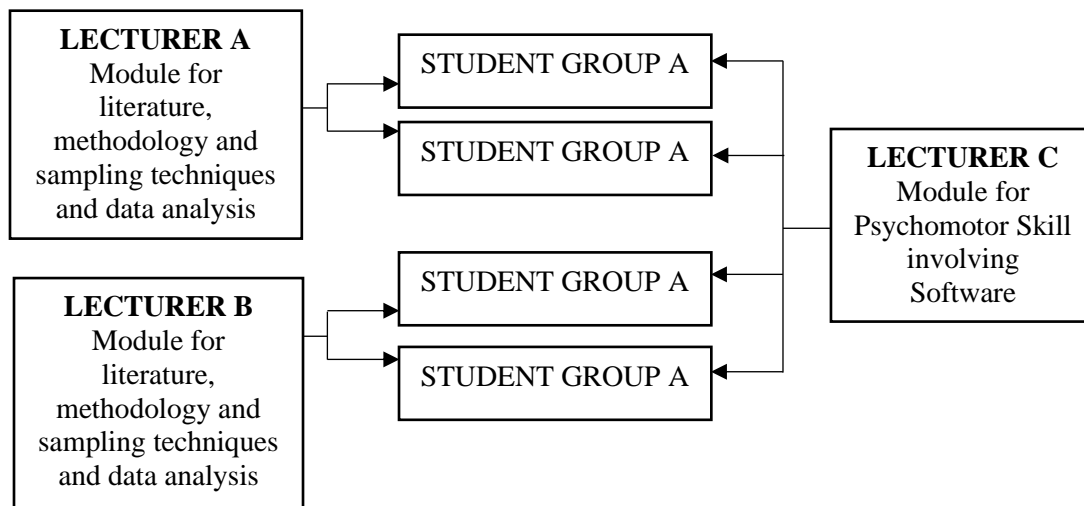 LECTURER A
Module for
literature,
methodology and
sampling techniques
and data analysis
STUDENT GROUP A
STUDENT GROUP A
LECTURER B
Module for
literature,
methodology and
sampling techniques
and data analysis
STUDENT GROUP A
STUDENT GROUP A
LECTURER C
Module for
Psychomotor Skill
involving
Software